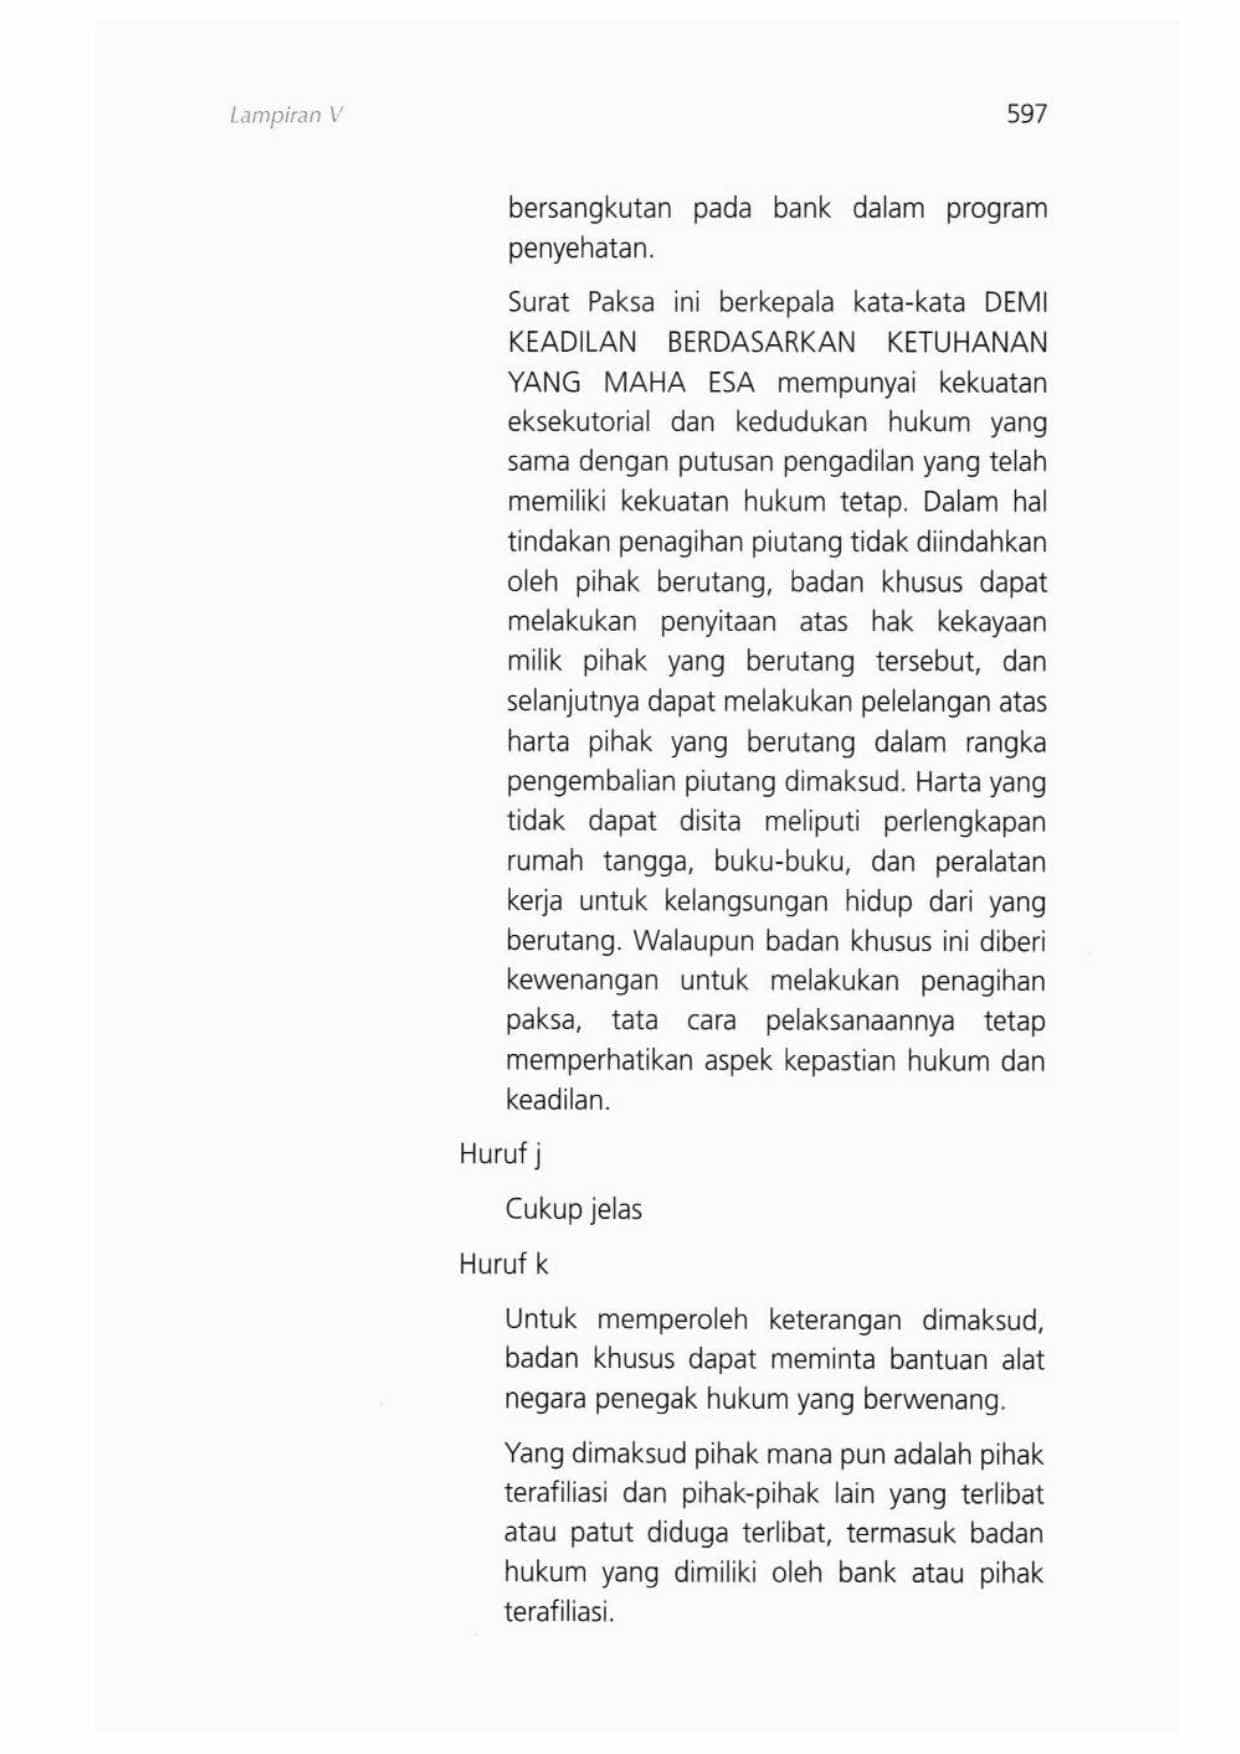 Lampiran V
597
bersangkutan pada bank dalam program
penyehatan.
Surat Paksa ini berkepala kata-kata DEMI
KEADILAN BERDASARKAN KETUHANAN
YANG MAHA ESA mempunyai kekuatan
eksekutorial dan kedudukan hukum yang
sama dengan putusan pengadilan yang telah
memiliki kekuatan hukum tetap. Dalam hal
tindakan penagihan piutang tidak diindahkan
oleh pihak berutang, badan khusus dapat
melakukan penyitaan atas hak kekayaan
milik pihak yang berutang tersebut, dan
selanjutnya dapat melakukan pelelangan atas
harta pihak yang berutang dalam rangka
pengembalian piutang dimaksud. Harta yang
tidak dapat disita meliputi perlengkapan
rumah tangga, buku-buku, dan peralatan
kerja untuk kelangsungan hidup dari yang
berutang. Walaupun badan khusus ini diberi
kewenangan untuk melakukan penagihan
paksa, tata cara pelaksanaannya tetap
memperhatikan aspek kepastian hukum dan
keadilan.
Huruf j
Cukup jelas
Huruf k
Untuk memperoleh keterangan dimaksud,
badan khusus dapat meminta bantuan alat
negara penegak hukum yang berwenang.
Yang dimaksud pihak mana pun adalah pihak
terafiliasi dan pihak-pihak lain yang terlibat
atau patut diduga terlibat, termasuk badan
hukum yang dimiliki oleh bank atau pihak
terafiliasi.